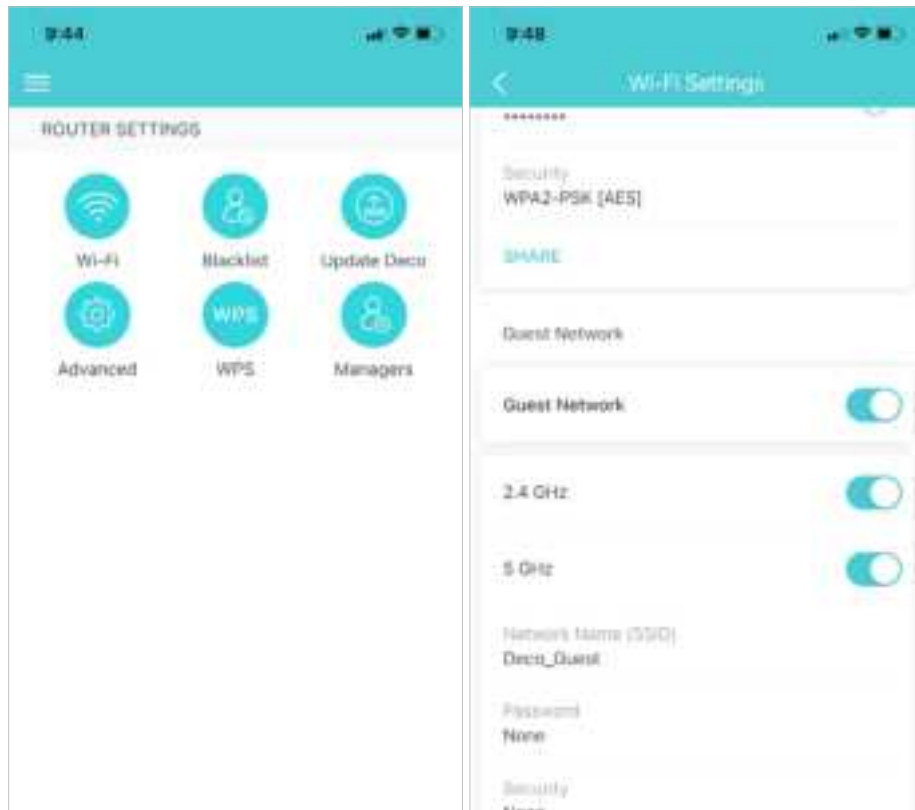 9:44
ROUTER SETTINGS
Wi-Fi
Blacklist
Update Deco
Advanced
WPS
WPS
Managers
9:48
Wi-Fi Settings
********
Security
WPA2-PSK [AES]
SHARE
Guest Network
Guest Network
2.4 GHz
5 GHz
Network Name (SSID)
Deco_Guest
Password
None
Security
None